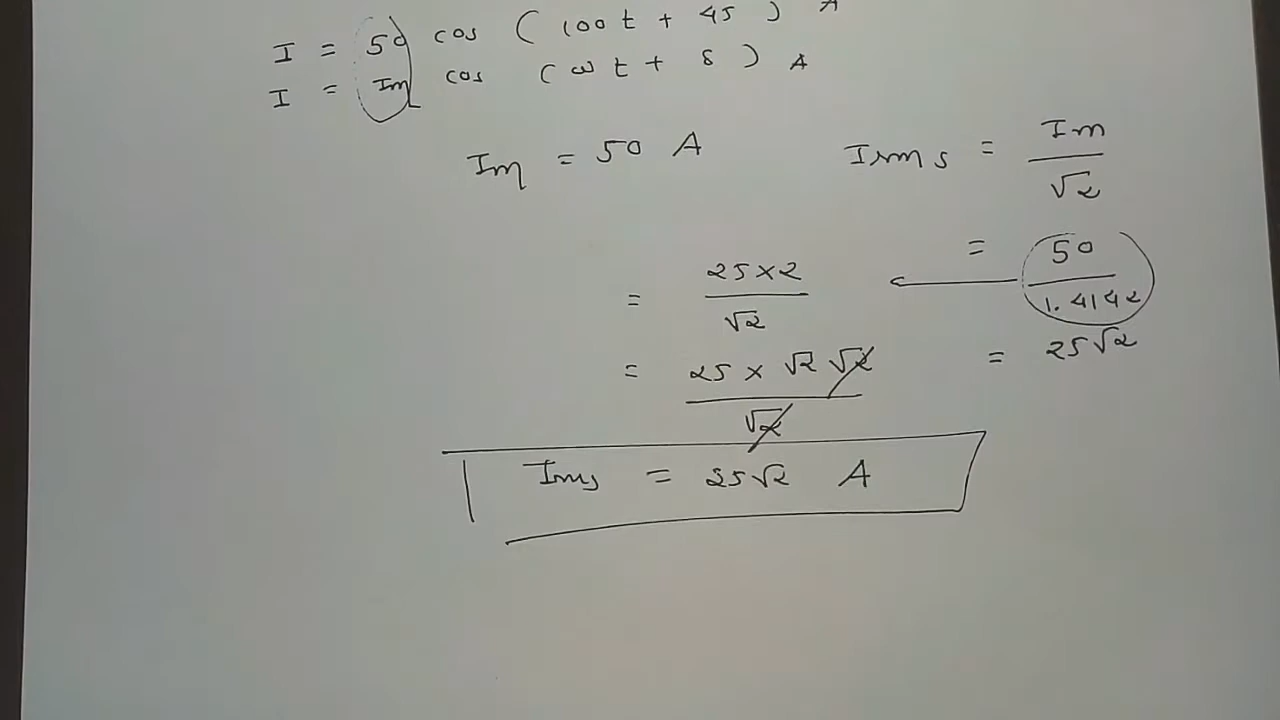 I = 50 cos (100t + 45) A
I = Im cos (ωt + δ) A
Im = 50 A
Irms = Im / √2
= 50 / 1.4142
= 25√2
= 25×2 / √2
= 25 × √2 √2 / √2
Irms = 25√2 A